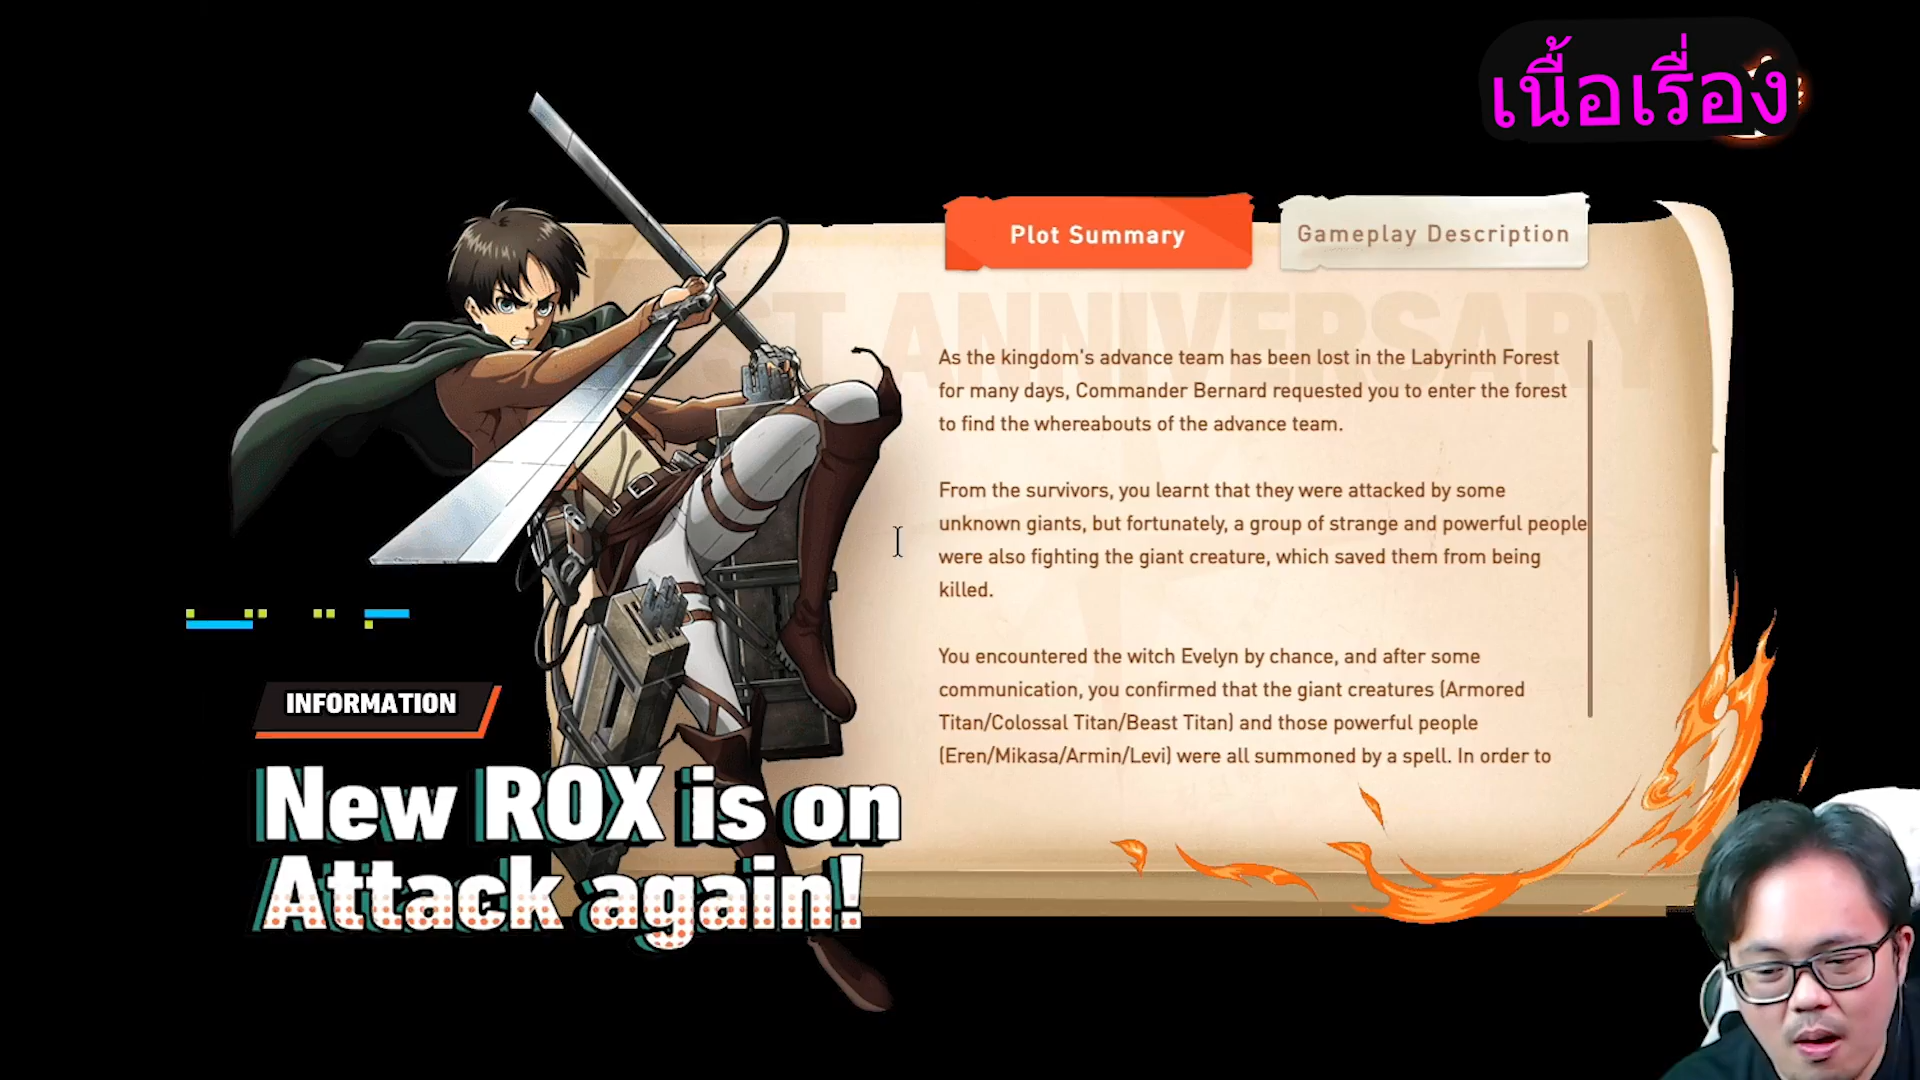 เนื้อเรื่อง
Plot Summary
Gameplay Description
ST ANNIVERSARY
As the kingdom's advance team has been lost in the Labyrinth Forest
for many days, Commander Bernard requested you to enter the forest
to find the whereabouts of the advance team.
From the survivors, you learnt that they were attacked by some
unknown giants, but fortunately, a group of strange and powerful people
were also fighting the giant creature, which saved them from being
killed.
You encountered the witch Evelyn by chance, and after some
communication, you confirmed that the giant creatures (Armored
Titan/Colossal Titan/Beast Titan) and those powerful people
(Eren/Mikasa/Armin/Levi) were all summoned by a spell. In order to
INFORMATION
New ROX is on
Attack again!